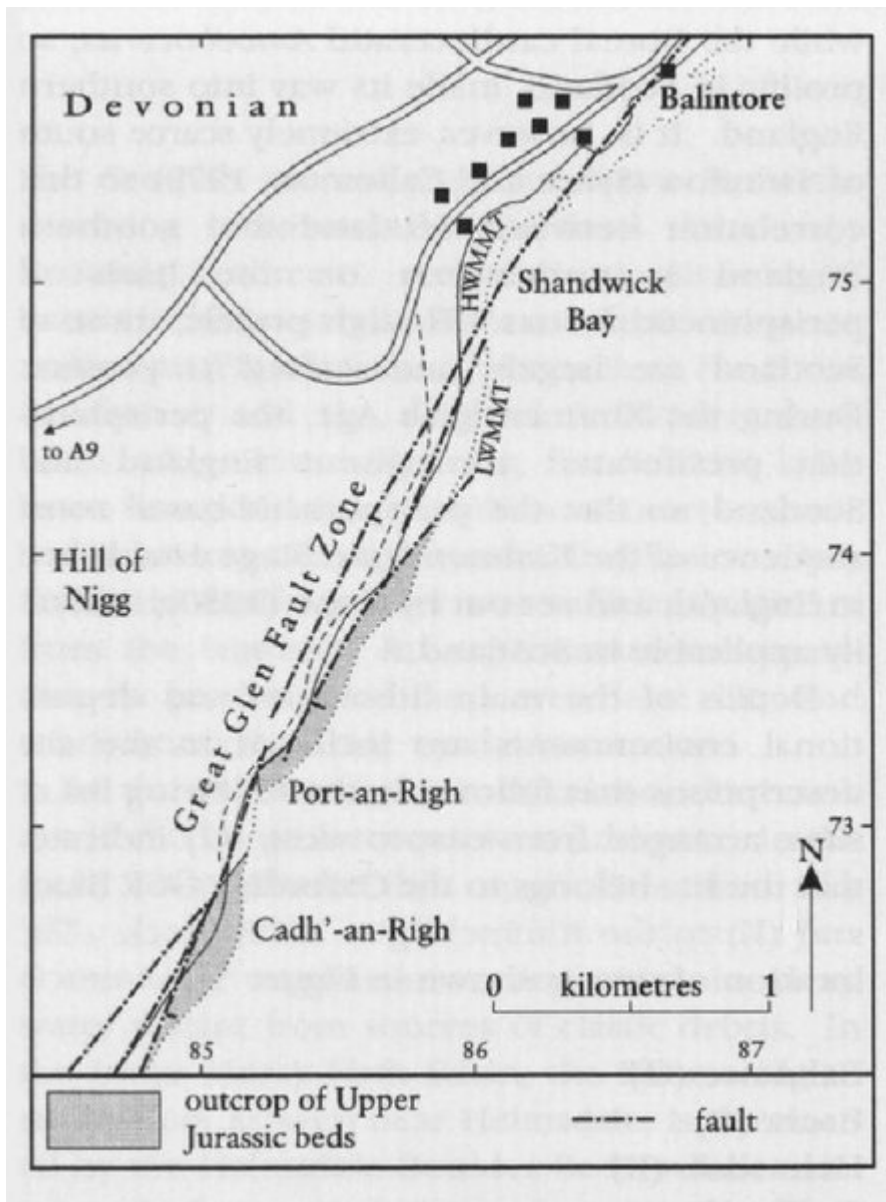 Devonian
Balintore
HWMMT
Shandwick
Bay
75
LWMMT
to A9
Great Glen Fault Zone
Hill of
Nigg
74
Port-an-Righ
73
N
Cadh'-an-Righ
0 kilometres 1
85 86 87
outcrop of Upper
Jurassic beds
fault